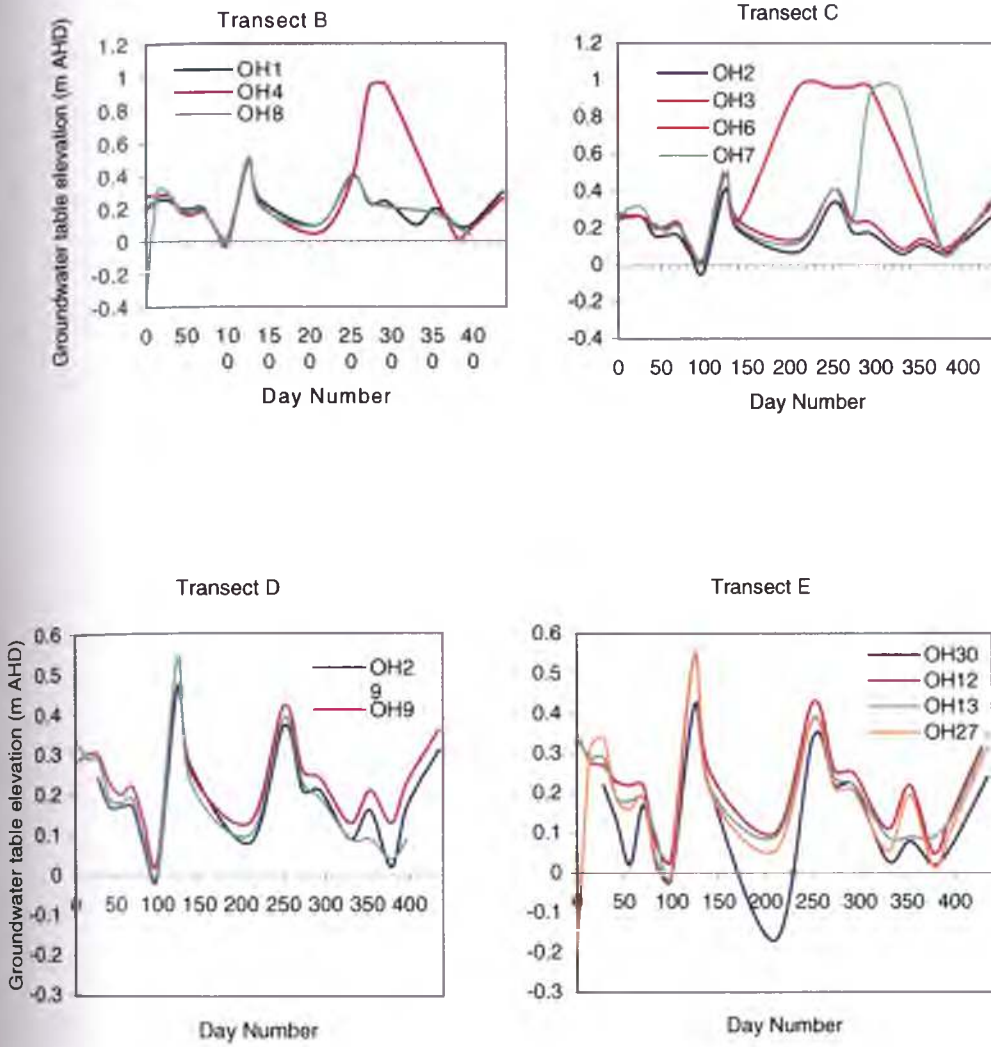 Transect B
Groundwater table elevation (m AHD)
1.2
1
0.8
0.6
0.4
0.2
0
-0.2
-0.4
OH1
OH4
OH8
0 50 10 15 20 25 30 35 40
0 0 0 0 0 0 0
Day Number
Transect C
1.2
1
0.8
0.6
0.4
0.2
0
-0.2
-0.4
OH2
OH3
OH6
OH7
0 50 100 150 200 250 300 350 400
Day Number
Transect D
Groundwater table elevation (m AHD)
0.6
0.5
0.4
0.3
0.2
0.1
0
-0.1
-0.2
-0.3
OH2
9
OH9
0 50 100 150 200 250 300 350 400
Day Number
Transect E
0.6
0.5
0.4
0.3
0.2
0.1
0
-0.1
-0.2
-0.3
OH30
OH12
OH13
OH27
0 50 100 150 200 250 300 350 400
Day Number